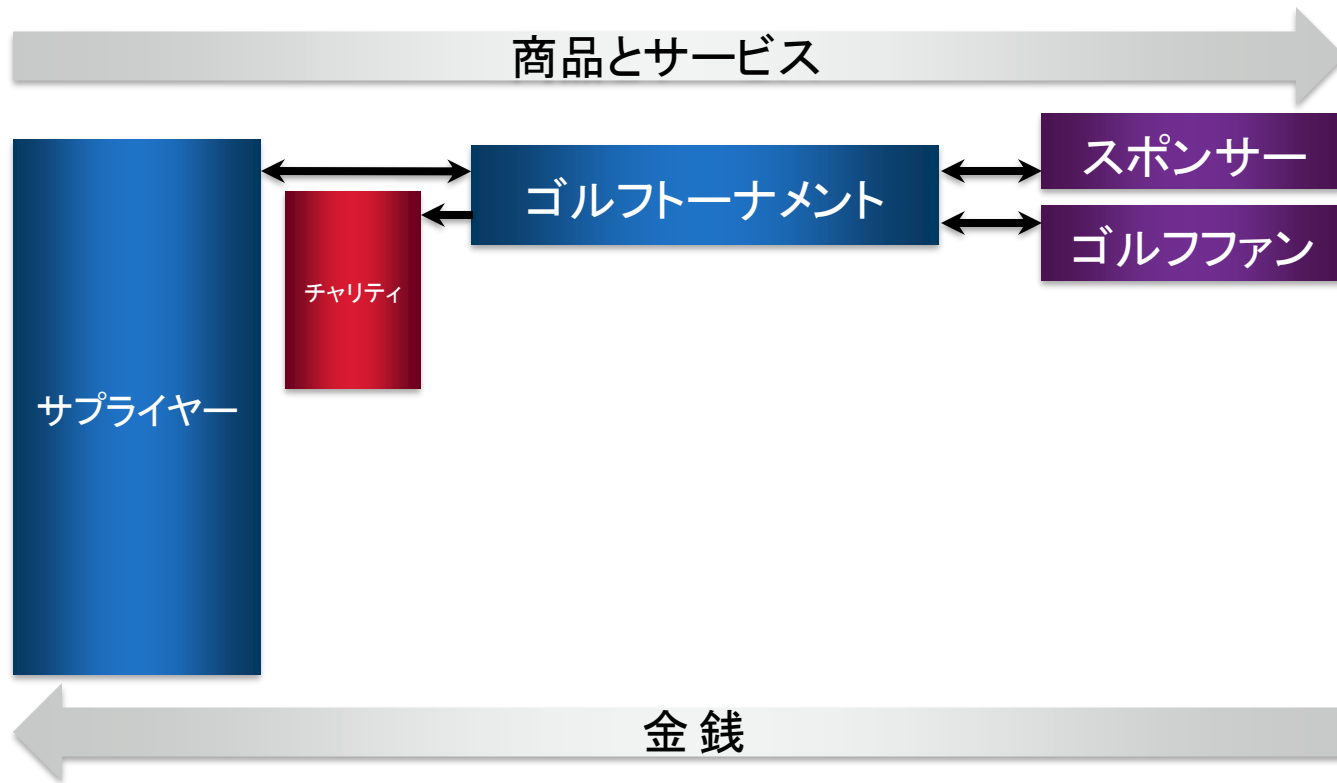 商品とサービス
スポンサー
ゴルフトーナメント
ゴルフファン
チャリティ
サプライヤー
金 銭